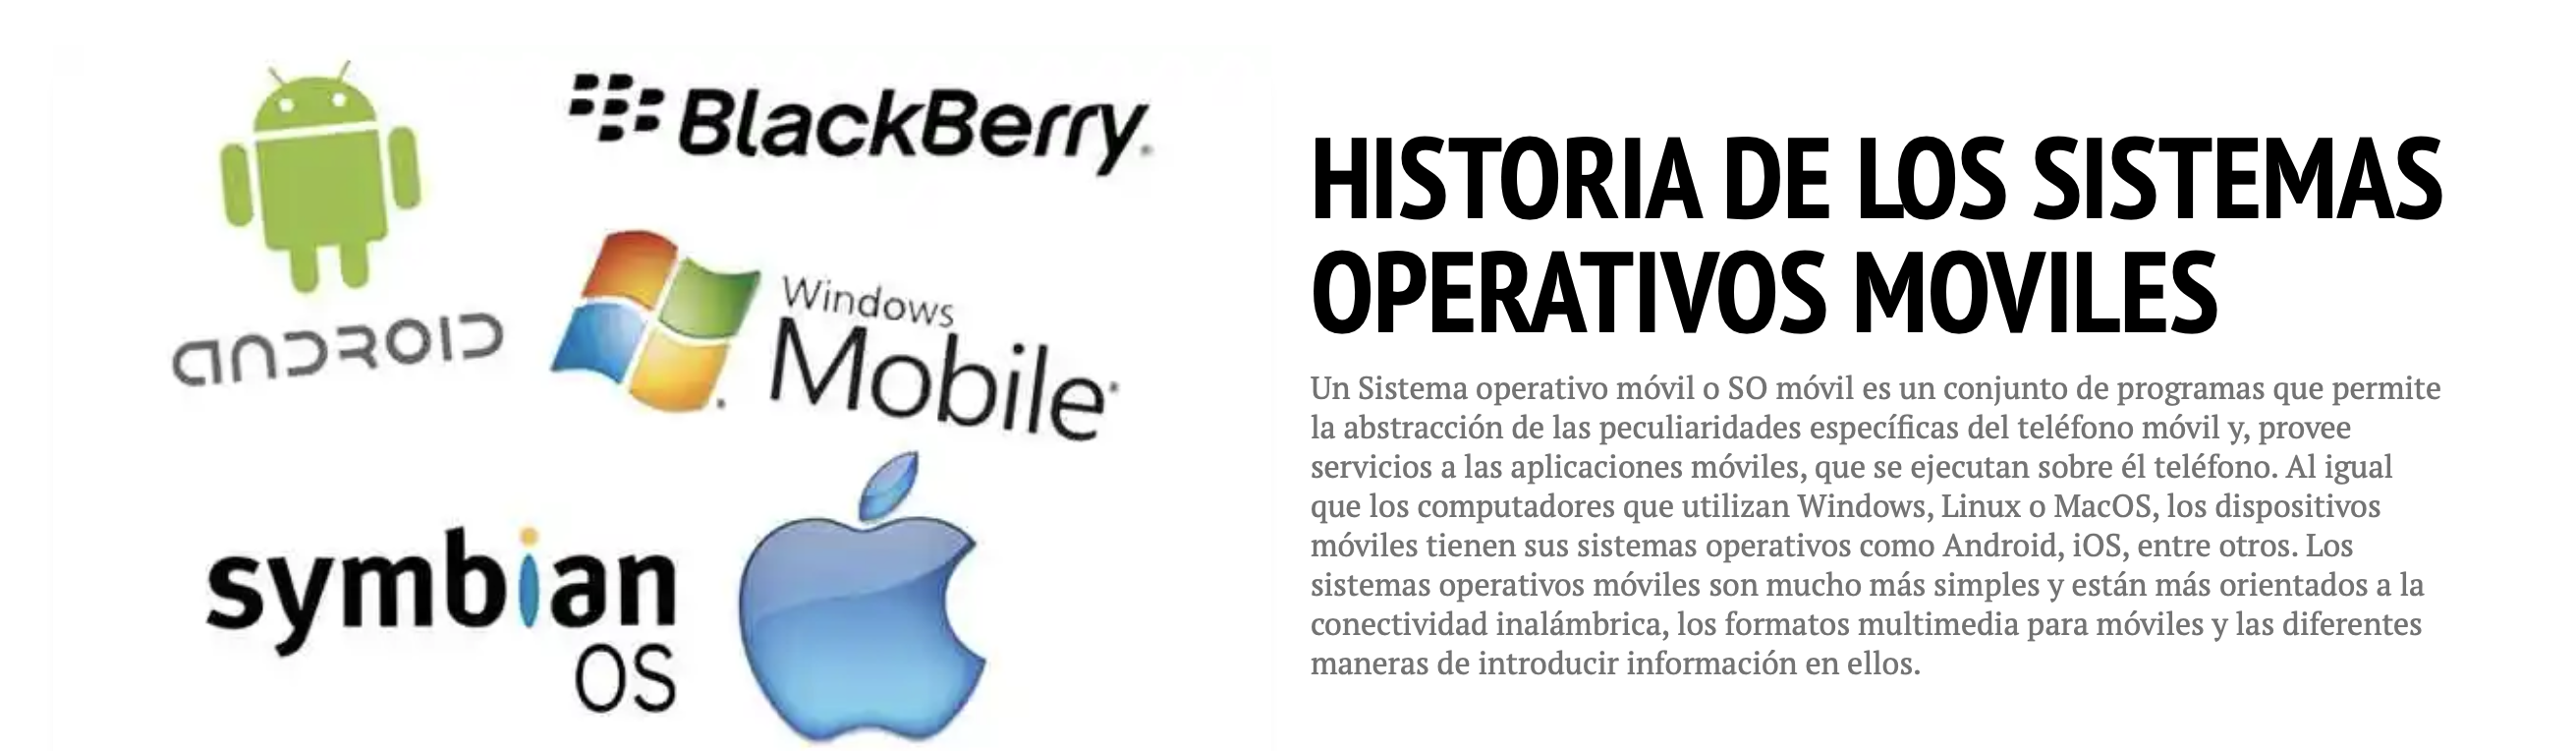 BlackBerry
Windows
Mobile
ANDROID
symbian
OS
HISTORIA DE LOS SISTEMAS
OPERATIVOS MOVILES
Un Sistema operativo móvil o SO móvil es un conjunto de programas que permite
la abstracción de las peculiaridades específicas del teléfono móvil y, provee
servicios a las aplicaciones móviles, que se ejecutan sobre él teléfono. Al igual
que los computadores que utilizan Windows, Linux o MacOS, los dispositivos
móviles tienen sus sistemas operativos como Android, iOS, entre otros. Los
sistemas operativos móviles son mucho más simples y están más orientados a la
conectividad inalámbrica, los formatos multimedia para móviles y las diferentes
maneras de introducir información en ellos.